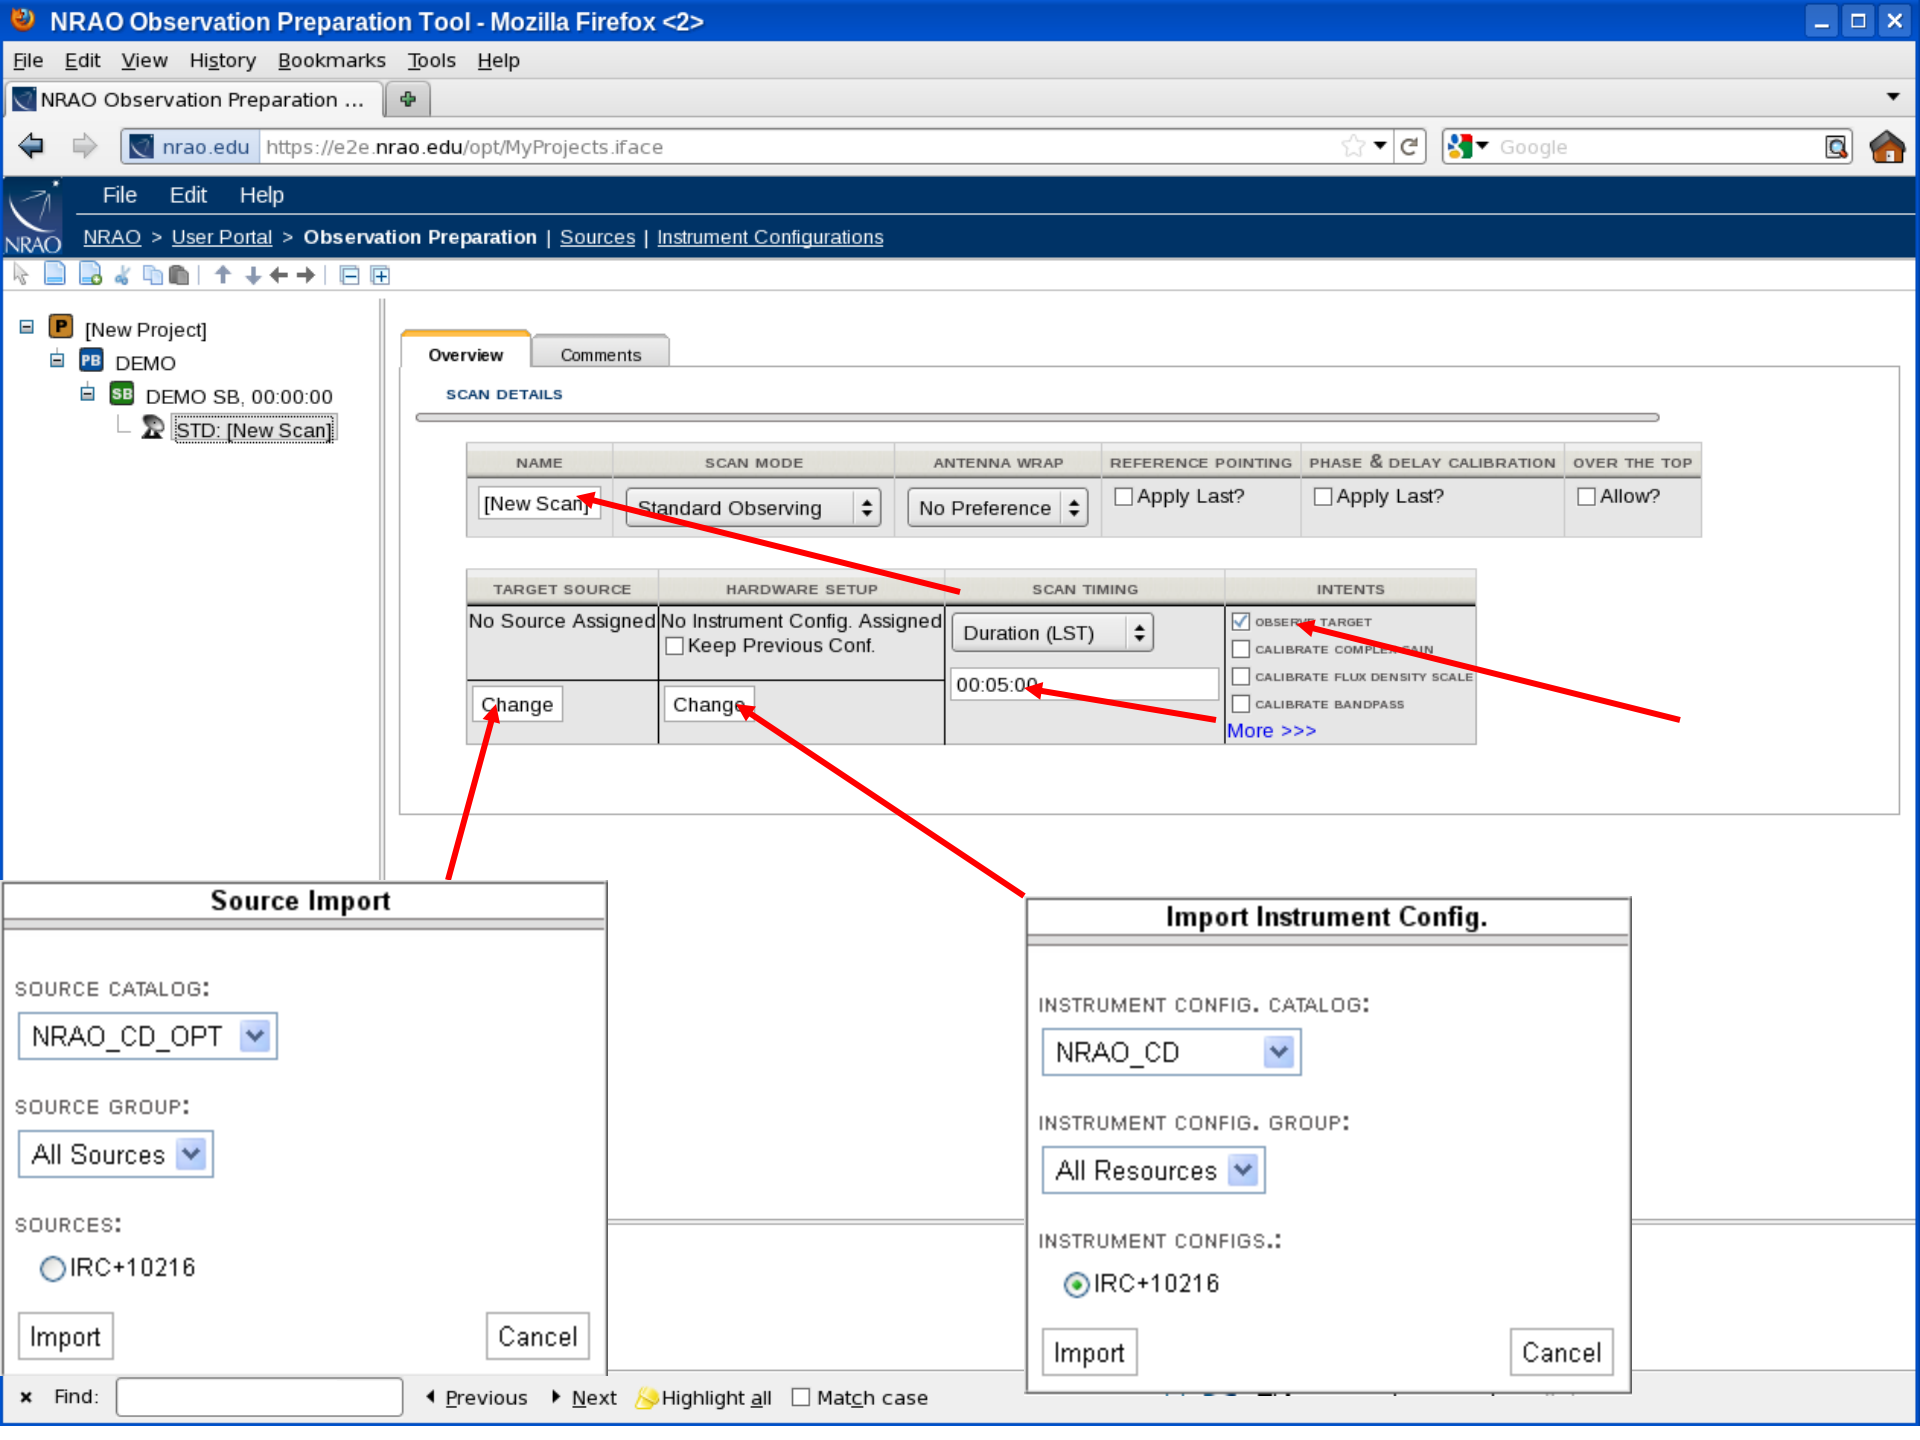 NRAO Observation Preparation Tool - Mozilla Firefox <2>
File Edit View History Bookmarks Tools Help
NRAO Observation Preparation ...
nrao.edu https://e2e.nrao.edu/opt/MyProjects.iface Google
File Edit Help
NRAO NRAO > User Portal > Observation Preparation | Sources | Instrument Configurations
P [New Project]
PB DEMO
SB DEMO SB, 00:00:00
STD: [New Scan]
Overview Comments
SCAN DETAILS
NAME SCAN MODE ANTENNA WRAP REFERENCE POINTING PHASE & DELAY CALIBRATION OVER THE TOP
[New Scan] Standard Observing No Preference Apply Last? Apply Last? Allow?
TARGET SOURCE HARDWARE SETUP SCAN TIMING INTENTS
No Source Assigned No Instrument Config. Assigned Duration (LST) OBSERVE TARGET
Keep Previous Conf. CALIBRATE COMPLEX GAIN
00:05:00 CALIBRATE FLUX DENSITY SCALE
Change Change CALIBRATE BANDPASS
More >>>
Source Import
SOURCE CATALOG:
NRAO_CD_OPT
SOURCE GROUP:
All Sources
SOURCES:
IRC+10216
Import Cancel
Import Instrument Config.
INSTRUMENT CONFIG. CATALOG:
NRAO_CD
INSTRUMENT CONFIG. GROUP:
All Resources
INSTRUMENT CONFIGS.:
IRC+10216
Import Cancel
Find: Previous Next Highlight all Match case